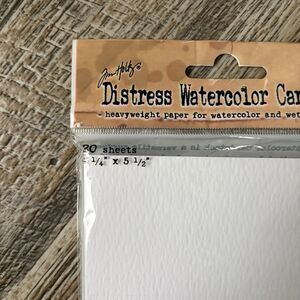 Tim Holtz
Distress Watercolor Car
- heavyweight paper for watercolor and wet
20 sheets
4 1/4" x 5 1/2"